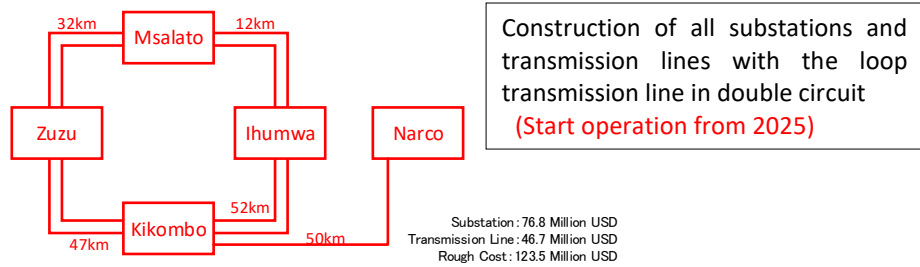 32km
Msalato
12km
Zuzu
Ihumwa
Narco
Kikombo
52km
47km
50km
Construction of all substations and
transmission lines with the loop
transmission line in double circuit
(Start operation from 2025)
Substation:76.8 Million USD
Transmission Line:46.7 Million USD
Rough Cost:123.5 Million USD